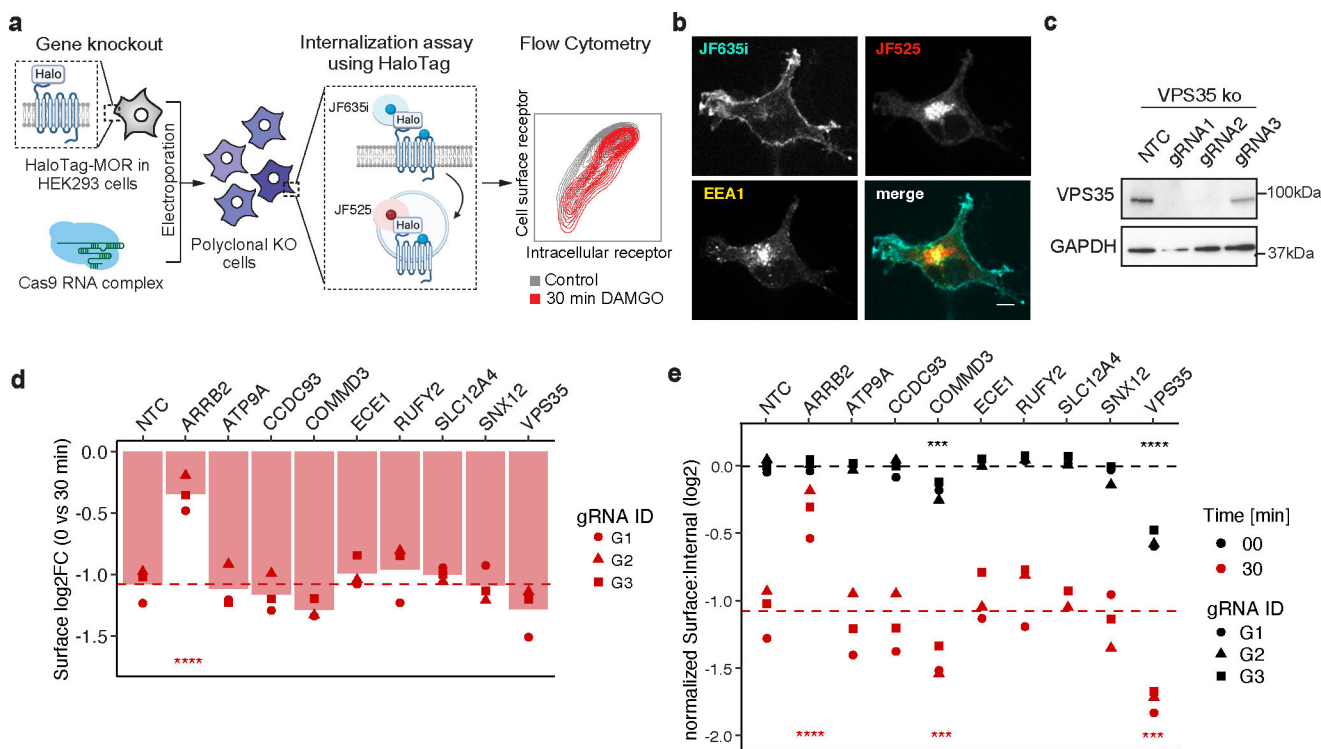 a
Gene knockout
Halo
HaloTag-MOR in
HEK293 cells
Cas9 RNA complex
Electroporation
Polyclonal KO
cells
Internalization assay
using HaloTag
JF635i
Halo
JF525
Halo
Flow Cytometry
Cell surface receptor
Intracellular receptor
Control
30 min DAMGO
b
JF635i
JF525
EEA1
merge
c
VPS35 ko
NTC
gRNA1
gRNA2
gRNA3
VPS35
100kDa
GAPDH
37kDa
d
NTC
ARRB2
ATP9A
CCDC93
COMMD3
ECE1
RUFY2
SLC12A4
SNX12
VPS35
Surface log2FC (0 vs 30 min)
0.0
-0.5
-1.0
-1.5
****
gRNA ID
G1
G2
G3
e
NTC
ARRB2
ATP9A
CCDC93
COMMD3
ECE1
RUFY2
SLC12A4
SNX12
VPS35
normalized Surface:Internal (log2)
*** ****
0.0
-0.5
-1.0
-1.5
-2.0
**** *** ***
Time [min]
00
30
gRNA ID
G1
G2
G3